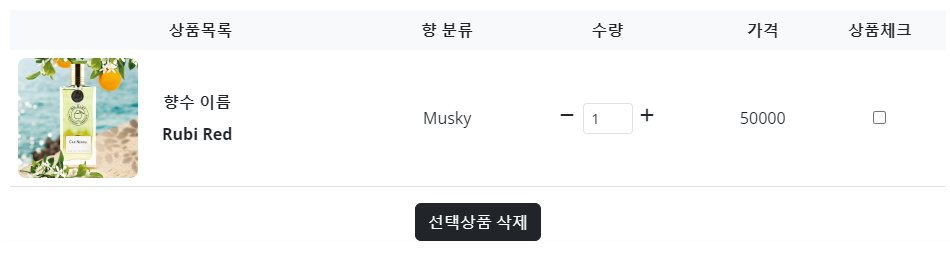 상품목록 향 분류 수량 가격 상품체크
향수 이름
Rubi Red
Musky
1
50000
선택상품 삭제